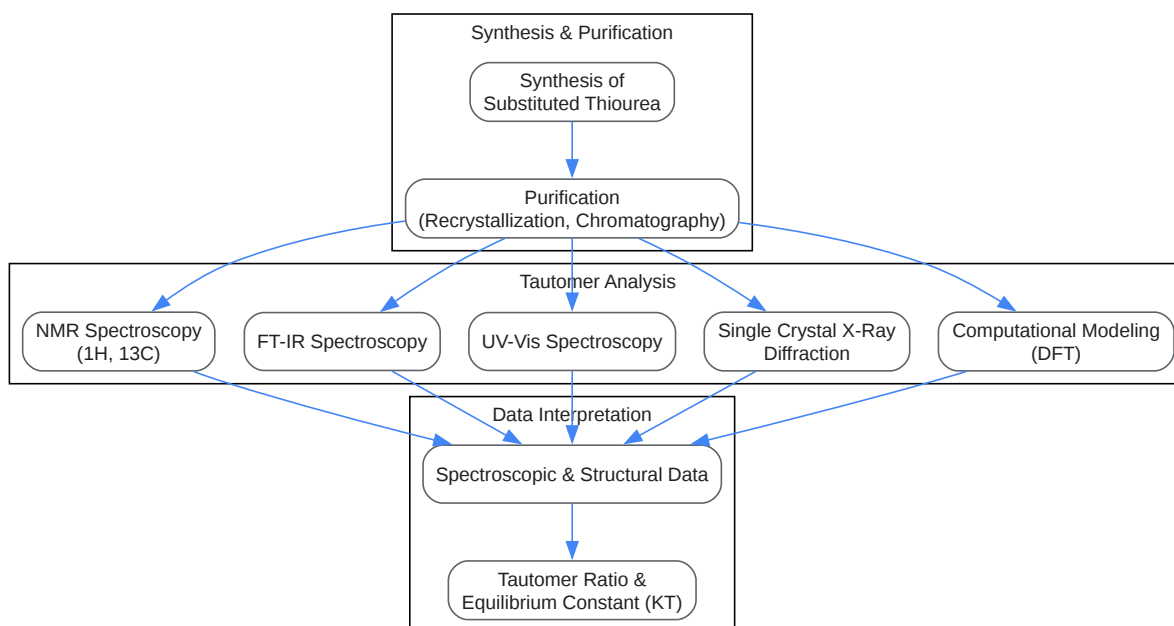 Synthesis & Purification
Synthesis of
Substituted Thiourea
Purification
(Recrystallization, Chromatography)
Tautomer Analysis
NMR Spectroscopy
(1H, 13C)
FT-IR Spectroscopy
UV-Vis Spectroscopy
Single Crystal X-Ray
Diffraction
Computational Modeling
(DFT)
Data Interpretation
Spectroscopic & Structural Data
Tautomer Ratio &
Equilibrium Constant (KT)